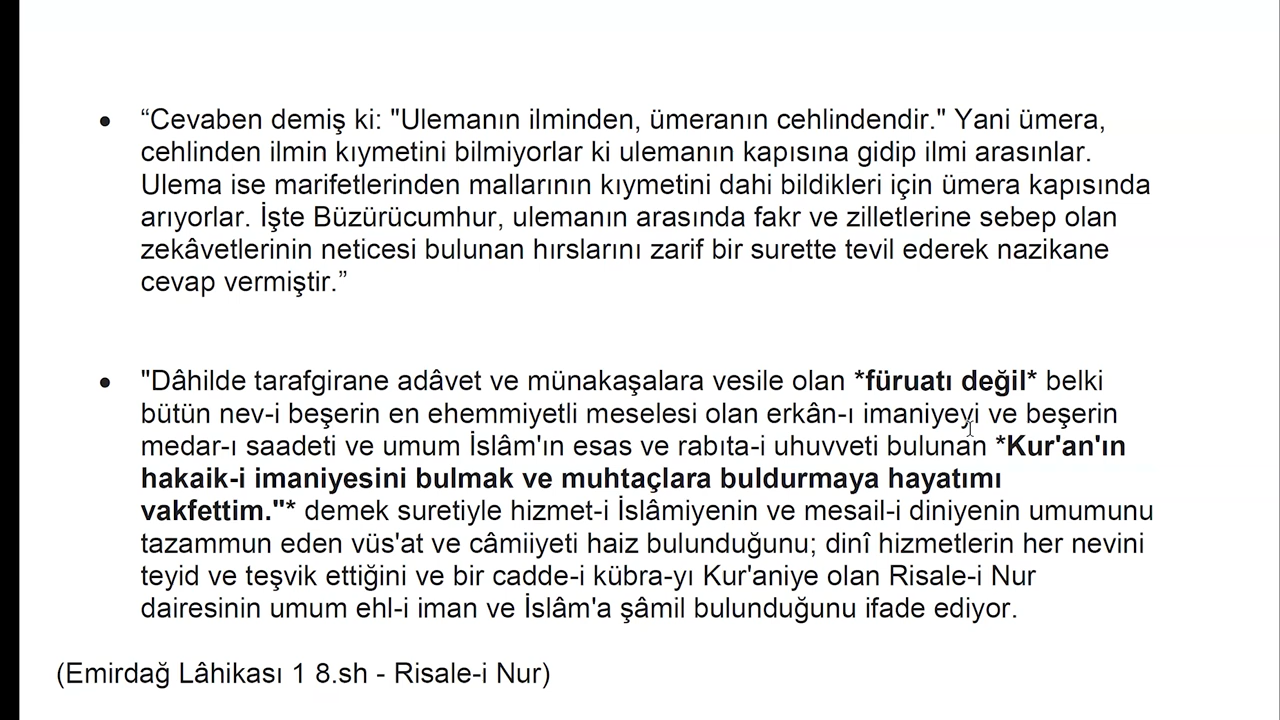 • “Cevaben demiş ki: "Ulemanın ilminden, ümeranın cehlindendir." Yani ümera,
cehlinden ilmin kıymetini bilmiyorlar ki ulemanın kapısına gidip ilmi arasınlar.
Ulema ise marifetlerinden mallarının kıymetini dahi bildikleri için ümera kapısında
arıyorlar. İşte Büzürücumhur, ulemanın arasında fakr ve zilletlerine sebep olan
zekâvetlerinin neticesi bulunan hırslarını zarif bir surette tevil ederek nazikane
cevap vermiştir.”
• "Dâhilde tarafgirane adâvet ve münakaşalara vesile olan *füruatı değil* belki
bütün nev-i beşerin en ehemmiyetli meselesi olan erkân-ı imaniyeyi ve beşerin
medar-ı saadeti ve umum İslâm'ın esas ve rabıta-i uhuvveti bulunan *Kur'an'ın
hakaik-i imaniyesini bulmak ve muhtaçlara buldurmaya hayatımı
vakfettim."* demek suretiyle hizmet-i İslâmiyenin ve mesail-i diniyenin umumunu
tazammun eden vüs'at ve câmiiyeti haiz bulunduğunu; dinî hizmetlerin her nevini
teyid ve teşvik ettiğini ve bir cadde-i kübra-yı Kur'aniye olan Risale-i Nur
dairesinin umum ehl-i iman ve İslâm'a şâmil bulunduğunu ifade ediyor.
(Emirdağ Lâhikası 1 8.sh - Risale-i Nur)